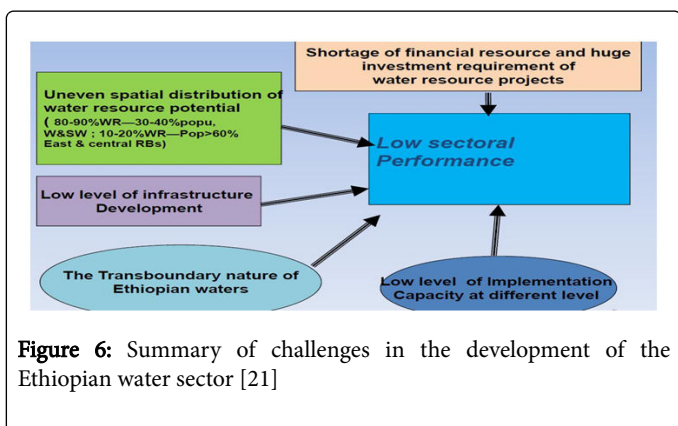 Shortage of financial resource and huge
investment requirement of
water resource projects
Uneven spatial distribution of
water resource potential
( 80-90%WR—30-40%popu,
W&SW ; 10-20%WR—Pop>60%
East & central RBs)
Low sectoral
Performance
Low level of infrastructure
Development
The Transboundary nature of
Ethiopian waters
Low level of Implementation
Capacity at different level
Figure 6: Summary of challenges in the development of the
Ethiopian water sector [21]